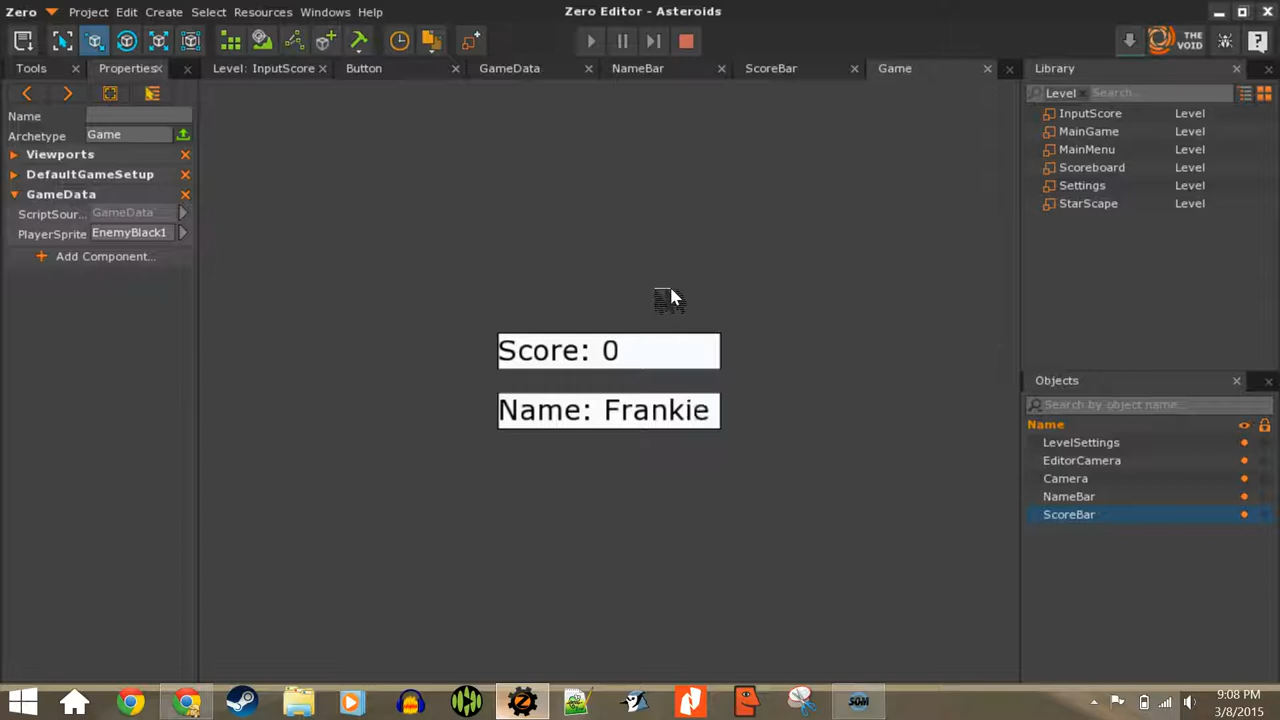 Zero Project Edit Create Select Resources Windows Help Zero Editor - Asteroids
THE VOID
Tools Properties Level: InputScore Button GameData NameBar ScoreBar Game Library
Level Search...
Name
Archetype Game
Viewports
DefaultGameSetup
GameData
ScriptSour... GameData
PlayerSprite EnemyBlack1
Add Component...
Score: 0
Name: Frankie
InputScore Level
MainGame Level
MainMenu Level
Scoreboard Level
Settings Level
StarScape Level
Objects
Search by object name...
Name
LevelSettings
EditorCamera
Camera
NameBar
ScoreBar
SOM
9:08 PM
3/8/2015